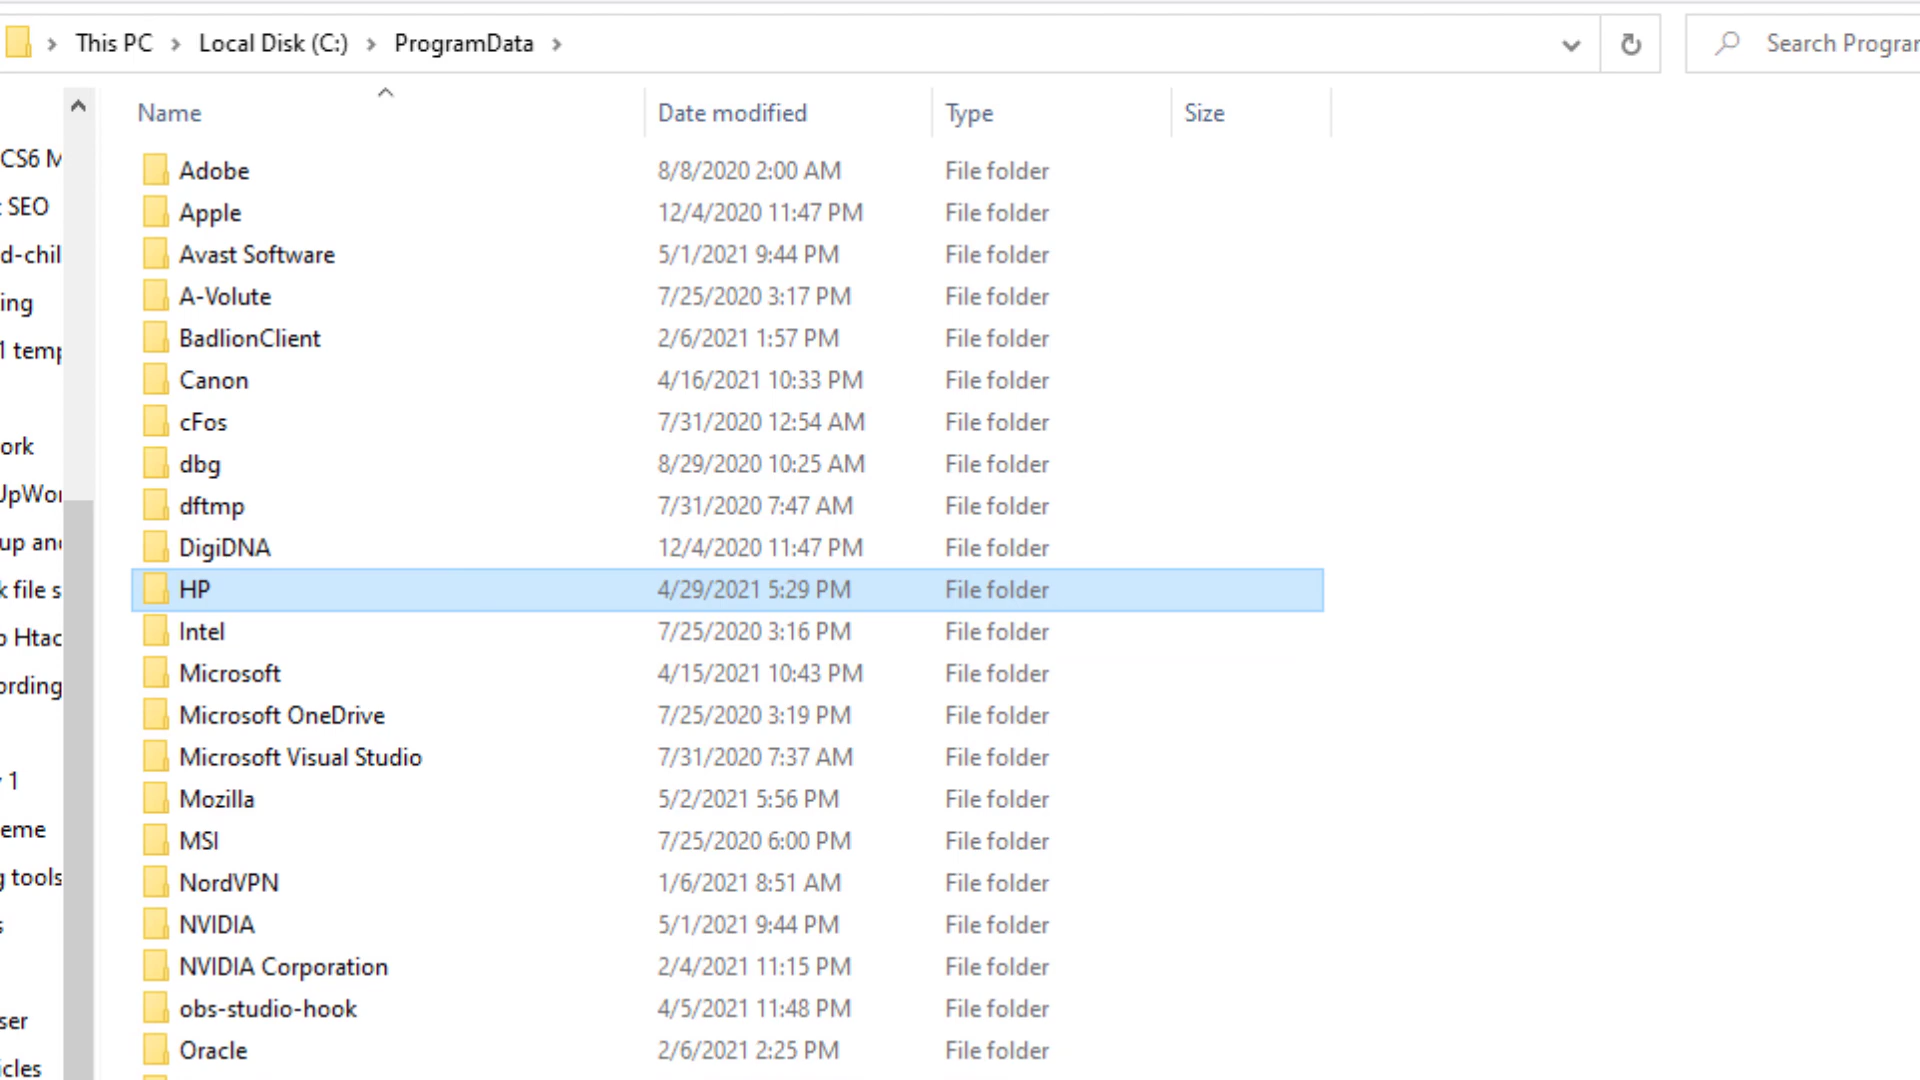 This PC > Local Disk (C:) > ProgramData > Search Prograr
Name Date modified Type Size
CS6 M
Adobe 8/8/2020 2:00 AM File folder
SEO
Apple 12/4/2020 11:47 PM File folder
d-chil
Avast Software 5/1/2021 9:44 PM File folder
ing
A-Volute 7/25/2020 3:17 PM File folder
1 temp
BadlionClient 2/6/2021 1:57 PM File folder
Canon 4/16/2021 10:33 PM File folder
cFos 7/31/2020 12:54 AM File folder
ork
dbg 8/29/2020 10:25 AM File folder
UpWor
dftmp 7/31/2020 7:47 AM File folder
up and
DigiDNA 12/4/2020 11:47 PM File folder
k file s
HP 4/29/2021 5:29 PM File folder
Htac
Intel 7/25/2020 3:16 PM File folder
ording
Microsoft 4/15/2021 10:43 PM File folder
Microsoft OneDrive 7/25/2020 3:19 PM File folder
Microsoft Visual Studio 7/31/2020 7:37 AM File folder
1
Mozilla 5/2/2021 5:56 PM File folder
eme
MSI 7/25/2020 6:00 PM File folder
g tools
NordVPN 1/6/2021 8:51 AM File folder
s
NVIDIA 5/1/2021 9:44 PM File folder
NVIDIA Corporation 2/4/2021 11:15 PM File folder
ser
obs-studio-hook 4/5/2021 11:48 PM File folder
icles
Oracle 2/6/2021 2:25 PM File folder